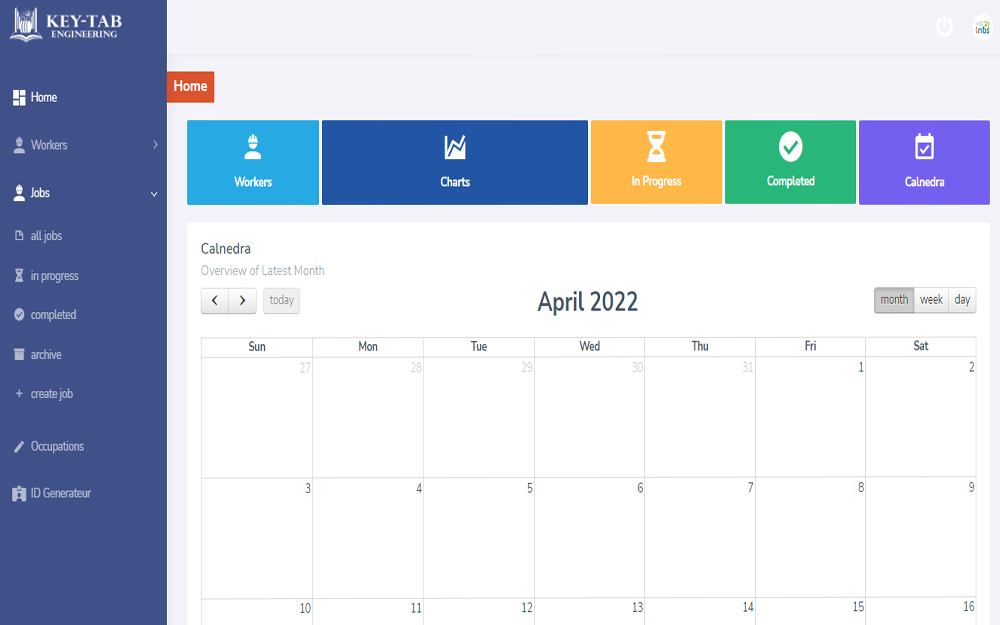 KEY-TAB
ENGINEERING
Home
Workers
Jobs
all jobs
in progress
completed
archive
+ create job
Occupations
ID Generateur
inbs
Home
Workers
Charts
In Progress
Completed
Calnedra
Calnedra
Overview of Latest Month
today
April 2022
month week day
Sun Mon Tue Wed Thu Fri Sat
27 28 29 30 31 1 2
3 4 5 6 7 8 9
10 11 12 13 14 15 16